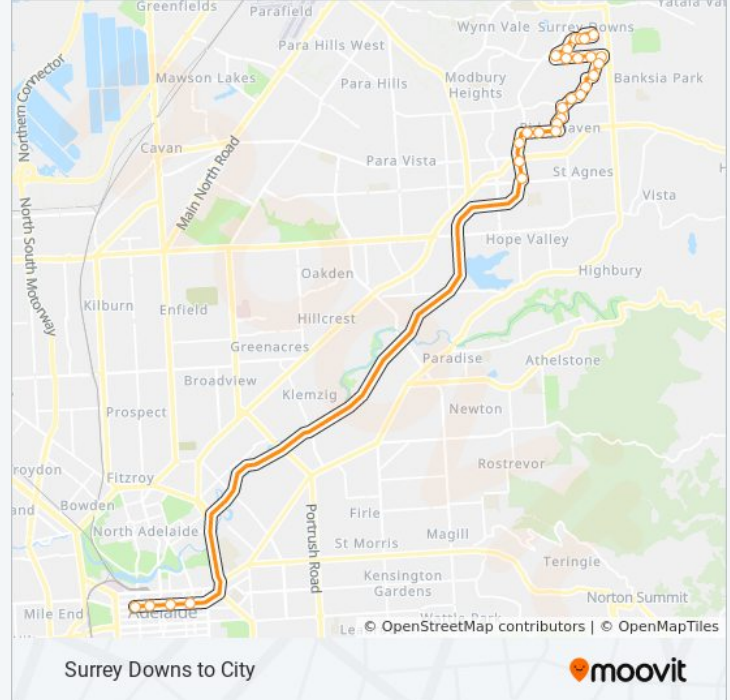 Greenfields
Parafield
Wynn Vale
Surrey Downs
Para Hills West
Mawson Lakes
Para Hills
Modbury
Heights
Banksia Park
Northern Connector
Cavan
Main North Road
Para Vista
St Agnes
Vista
North South Motorway
Hope Valley
Oakden
Highbury
Kilburn
Enfield
Hillcrest
Greenacres
Paradise
Athelstone
Broadview
Klemzig
Prospect
Newton
Rostrevor
Fitzroy
Bowden
North Adelaide
Portrush Road
Firle
Magill
St Morris
Teringie
Kensington
Gardens
Norton Summit
Mile End
Adelaide
© OpenStreetMap contributors | © OpenMapTiles
Surrey Downs to City
moovit